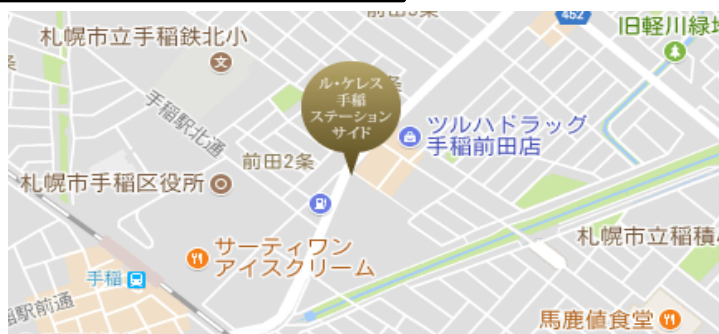 前田3条
452
旧軽川緑地
札幌市立手稲鉄北小
文
条
ル・ケレス
手稲
ステーション
サイド
手稲駅北通
ツルハドラッグ
手稲前田店
前田2条
札幌市手稲区役所
サーティワン
アイスクリーム
札幌市立稲積小
手稲
稲駅前通
馬鹿値食堂